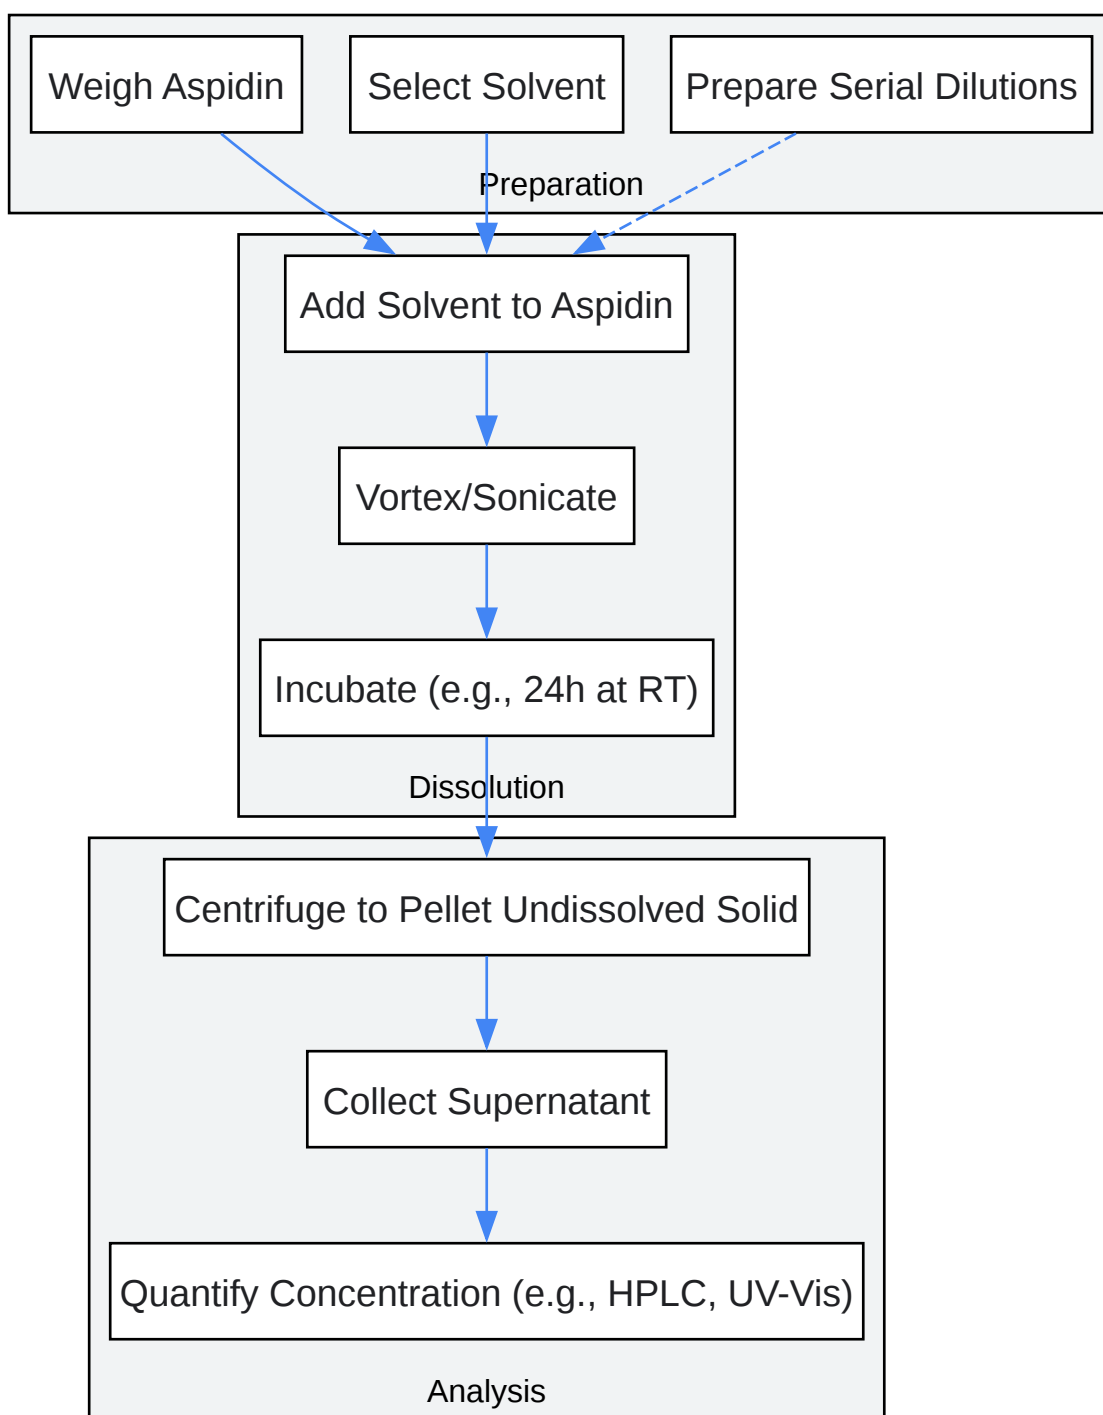 Weigh Aspidin
Select Solvent
Prepare Serial Dilutions
Preparation
Add Solvent to Aspidin
Vortex/Sonicate
Incubate (e.g., 24h at RT)
Dissolution
Centrifuge to Pellet Undissolved Solid
Collect Supernatant
Quantify Concentration (e.g., HPLC, UV-Vis)
Analysis